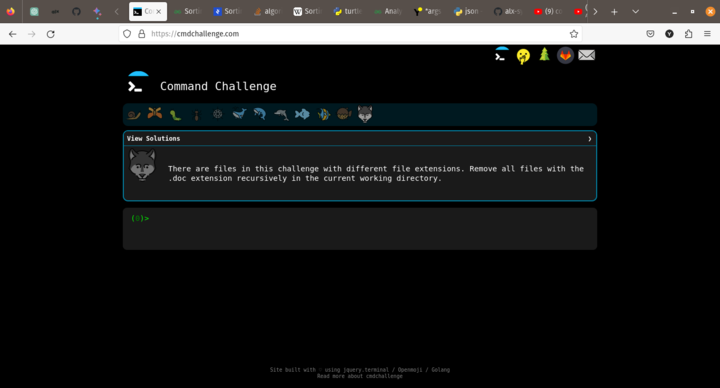 Co
Sorti
Sorti
algor
Sorti
turtl
Analy
*args
json
alx-s
(9) c
https://cmdchallenge.com
Command Challenge
View Solutions
There are files in this challenge with different file extensions. Remove all files with the
.doc extension recursively in the current working directory.
(0)>
Site built with ♡ using jquery.terminal / Openmoji / Golang
Read more about cmdchallenge